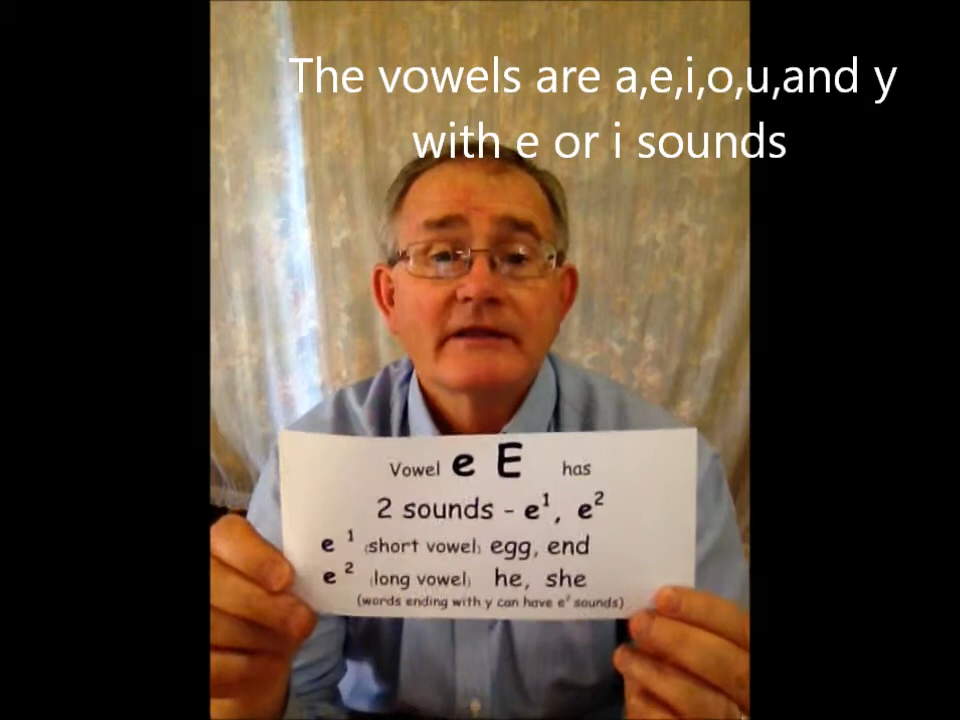 The vowels are a,e,i,o,u,and y
with e or i sounds
Vowel e E has
2 sounds - e¹, e²
e ¹ (short vowel) egg, end
e ² (long vowel) he, she
(words ending with y can have e² sounds)